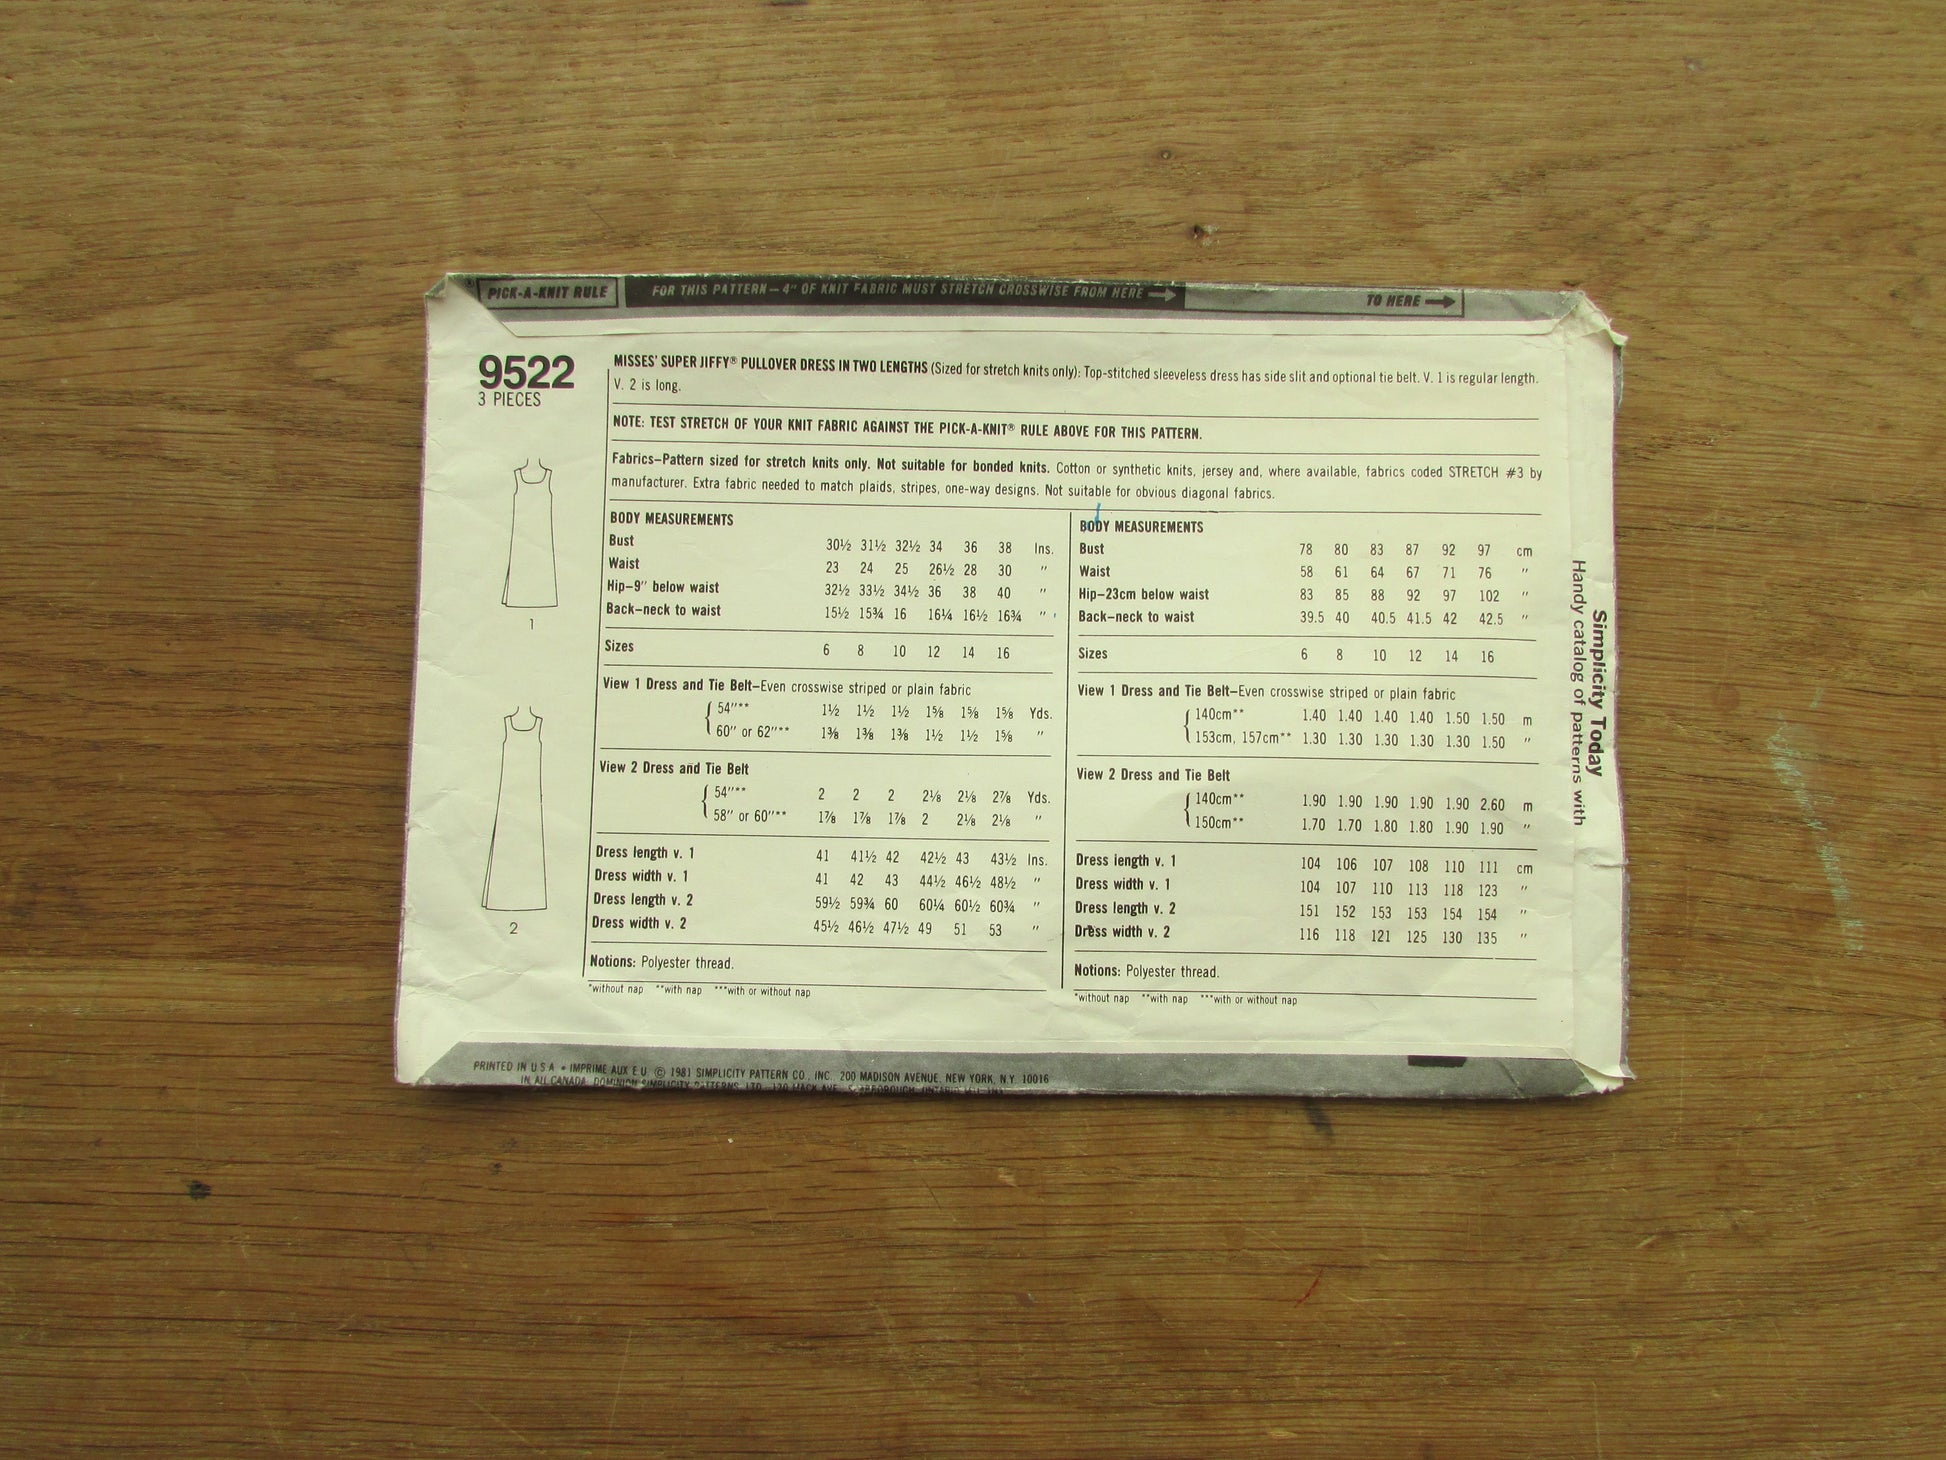 ® PICK-A-KNIT RULE FOR THIS PATTERN—4" OF KNIT FABRIC MUST STRETCH CROSSWISE FROM HERE → TO HERE →
9522
3 PIECES
MISSES' SUPER JIFFY® PULLOVER DRESS IN TWO LENGTHS (Sized for stretch knits only): Top-stitched sleeveless dress has side slit and optional tie belt. V. 1 is regular length.
V. 2 is long.
NOTE: TEST STRETCH OF YOUR KNIT FABRIC AGAINST THE PICK-A-KNIT® RULE ABOVE FOR THIS PATTERN.
Fabrics—Pattern sized for stretch knits only. Not suitable for bonded knits. Cotton or synthetic knits, jersey and, where available, fabrics coded STRETCH #3 by
manufacturer. Extra fabric needed to match plaids, stripes, one-way designs. Not suitable for obvious diagonal fabrics.
1
2
BODY MEASUREMENTS
Bust 30½ 31½ 32½ 34 36 38 Ins.
Waist 23 24 25 26½ 28 30 "
Hip—9" below waist 32½ 33½ 34½ 36 38 40 "
Back—neck to waist 15½ 15¾ 16 16¼ 16½ 16¾ "
Sizes 6 8 10 12 14 16
View 1 Dress and Tie Belt—Even crosswise striped or plain fabric
54"** 1½ 1½ 1½ 1⅝ 1⅝ 1⅝ Yds.
60" or 62"** 1⅜ 1⅜ 1⅜ 1½ 1½ 1⅝ "
View 2 Dress and Tie Belt
54"** 2 2 2 2⅛ 2⅛ 2⅞ Yds.
58" or 60"** 1⅞ 1⅞ 1⅞ 2 2⅛ 2⅛ "
Dress length v. 1 41 41½ 42 42½ 43 43½ Ins.
Dress width v. 1 41 42 43 44½ 46½ 48½ "
Dress length v. 2 59½ 59¾ 60 60¼ 60½ 60¾ "
Dress width v. 2 45½ 46½ 47½ 49 51 53 "
Notions: Polyester thread.
*without nap **with nap ***with or without nap
BODY MEASUREMENTS
Bust 78 80 83 87 92 97 cm
Waist 58 61 64 67 71 76 "
Hip—23cm below waist 83 85 88 92 97 102 "
Back—neck to waist 39.5 40 40.5 41.5 42 42.5 "
Sizes 6 8 10 12 14 16
View 1 Dress and Tie Belt—Even crosswise striped or plain fabric
140cm** 1.40 1.40 1.40 1.40 1.50 1.50 m
153cm, 157cm** 1.30 1.30 1.30 1.30 1.30 1.50 "
View 2 Dress and Tie Belt
140cm** 1.90 1.90 1.90 1.90 1.90 2.60 m
150cm** 1.70 1.70 1.80 1.80 1.90 1.90 "
Dress length v. 1 104 106 107 108 110 111 cm
Dress width v. 1 104 107 110 113 118 123 "
Dress length v. 2 151 152 153 153 154 154 "
Dress width v. 2 116 118 121 125 130 135 "
Notions: Polyester thread.
*without nap **with nap ***with or without nap
Simplicity Today
Handy catalog of patterns with
PRINTED IN U S A • IMPRIME AUX E U © 1981 SIMPLICITY PATTERN CO., INC. 200 MADISON AVENUE, NEW YORK, N.Y. 10016
IN ALL CANADA, DOMINION SIMPLICITY PATTERNS, LTD., 120 MACK AVE., SCARBOROUGH, ONTARIO